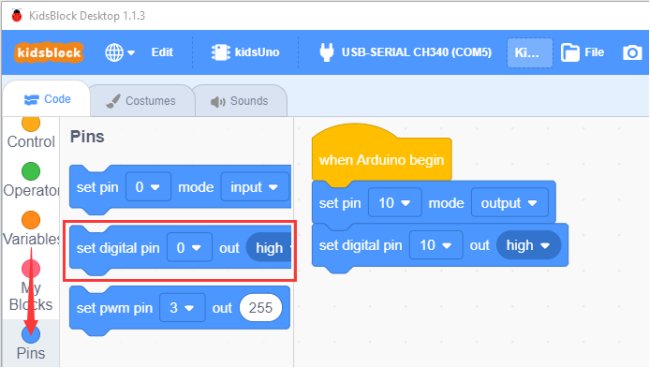 KidsBlock Desktop 1.1.3
kidsblock Edit kidsUno USB-SERIAL CH340 (COM5) Ki... File
Code Costumes Sounds
Control
Operator
Variables
My
Blocks
Pins
Pins
set pin 0 mode input
set digital pin 0 out high
set pwm pin 3 out 255
when Arduino begin
set pin 10 mode output
set digital pin 10 out high